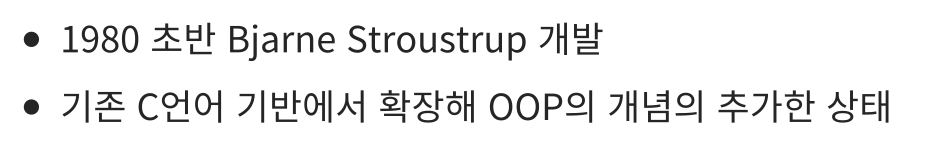 • 1980 초반 Bjarne Stroustrup 개발
• 기존 C언어 기반에서 확장해 OOP의 개념의 추가한 상태